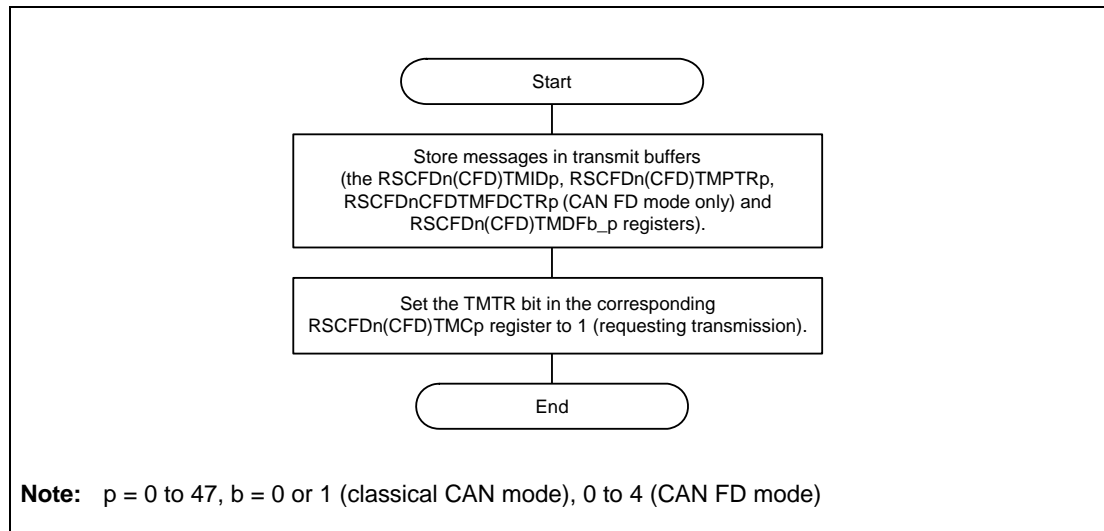 Start
Store messages in transmit buffers
(the RSCFDn(CFD)TMIDp, RSCFDn(CFD)TMPTRp,
RSCFDnCFDTMFDCTRp (CAN FD mode only) and
RSCFDn(CFD)TMDFb_p registers).
Set the TMTR bit in the corresponding
RSCFDn(CFD)TMCp register to 1 (requesting transmission).
End
Note: p = 0 to 47, b = 0 or 1 (classical CAN mode), 0 to 4 (CAN FD mode)